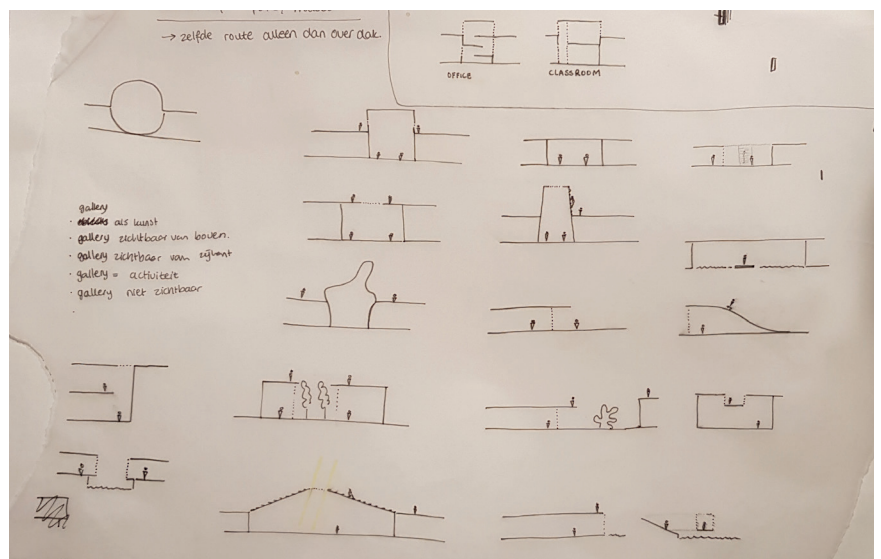 → zelfde route alleen dan over dak.
OFFICE
CLASSROOM
gallery
· als kunst
· gallery zichtbaar van boven.
· gallery zichtbaar vam zijkant
· gallery = activiteit
· gallery niet zichtbaar
·